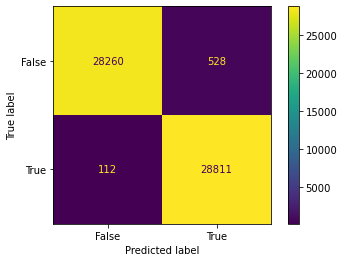 True label
False
28260
528
True
112
28811
False
True
Predicted label
25000
20000
15000
10000
5000